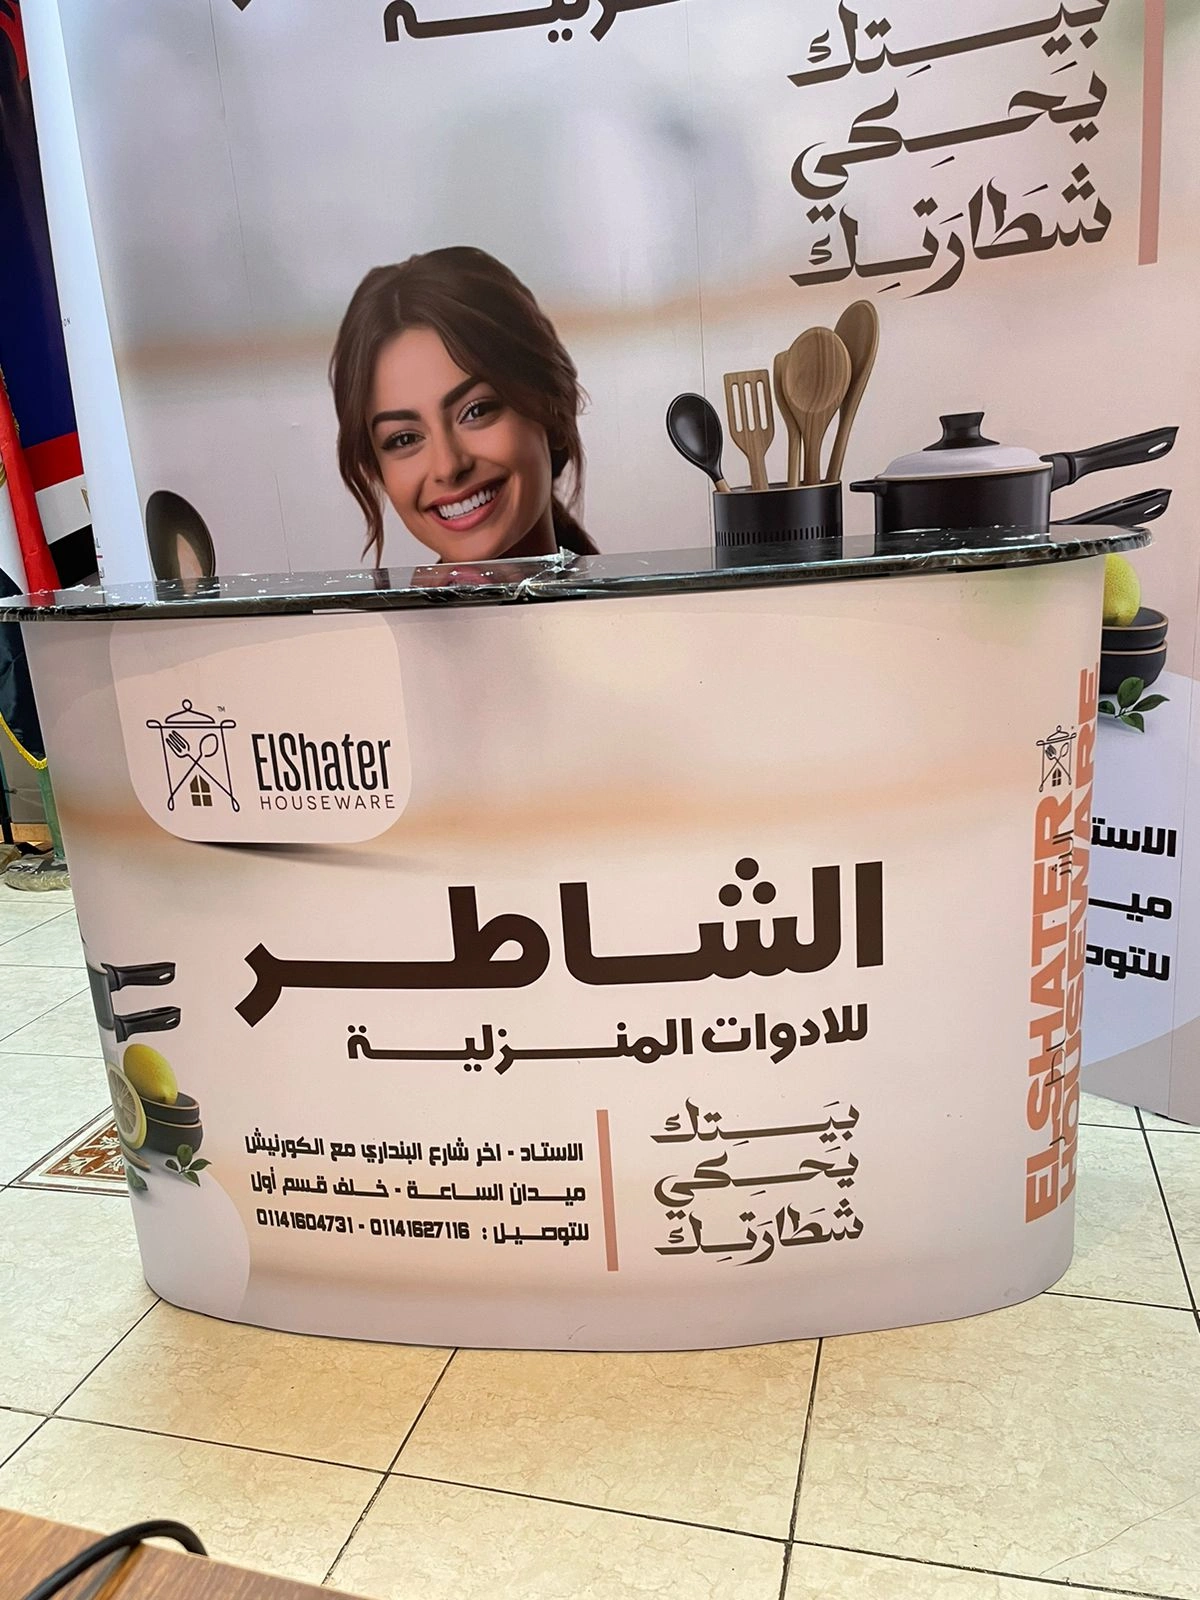 بيتك
يحكي
شطارتك
TM
ElShater
HOUSEWARE
الشاطر
للادوات المنزلية
بيتك
يحكي
شطارتك
الاستاد - اخر شارع البنداري مع الكورنيش
ميدان الساعة - خلف قسم أول
للتوصيل : 01141627116 - 01141604731
ELSHATER
HOUSEWARE